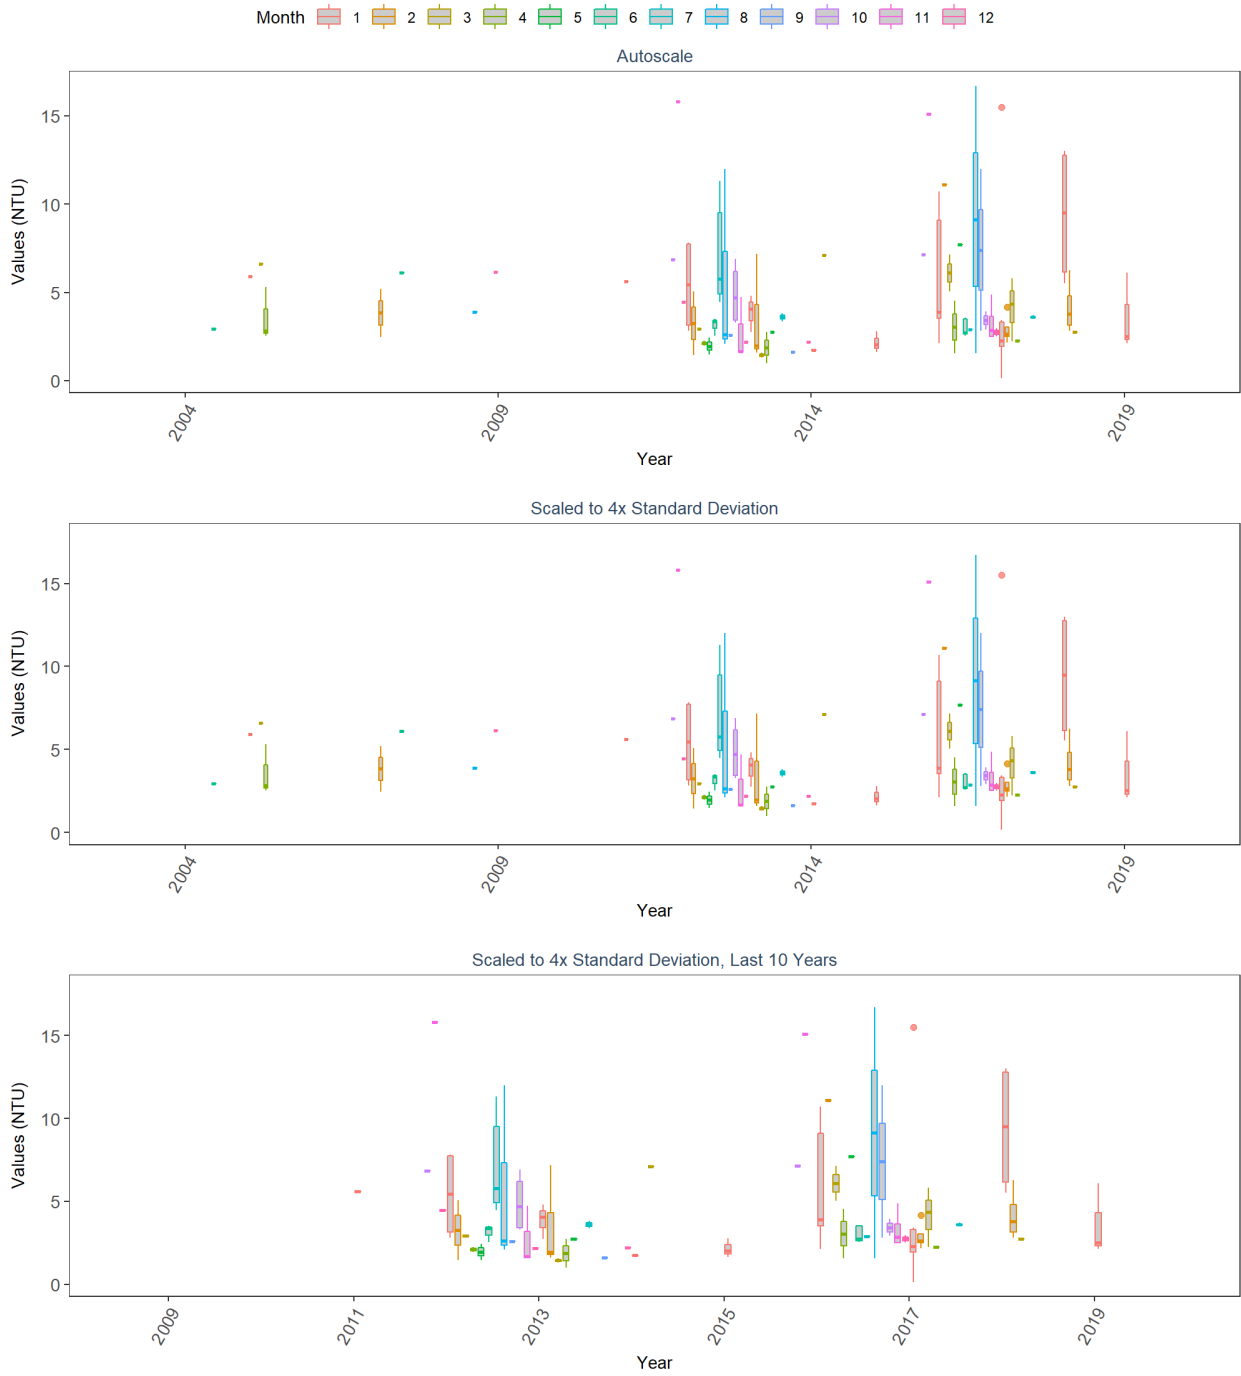 Month 1 2 3 4 5 6 7 8 9 10 11 12
Autoscale
Values (NTU)
15
10
5
0
2004 2009 2014 2019
Year
Scaled to 4x Standard Deviation
Values (NTU)
15
10
5
0
2004 2009 2014 2019
Year
Scaled to 4x Standard Deviation, Last 10 Years
Values (NTU)
15
10
5
0
2009 2011 2013 2015 2017 2019
Year